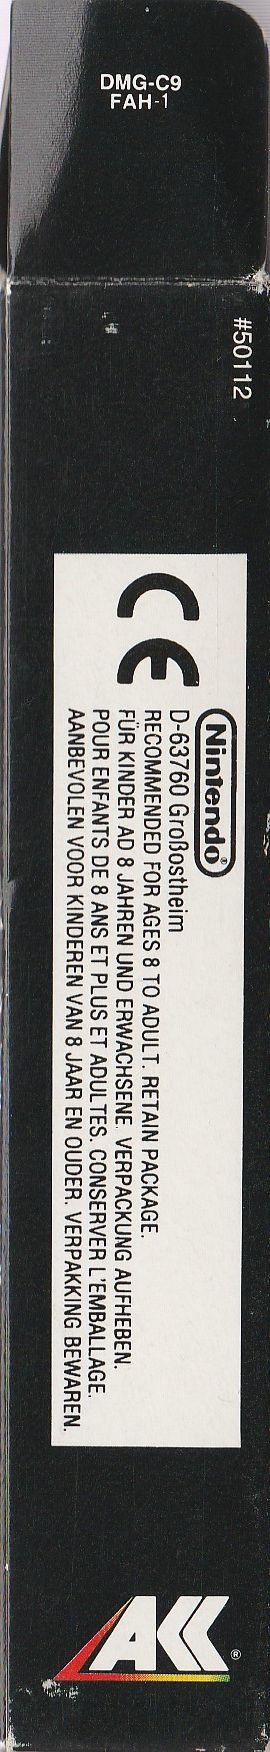 DMG-C9
FAH-1
#50112
CE
Nintendo®
D-63760 Großostheim
RECOMMENDED FOR AGES 8 TO ADULT. RETAIN PACKAGE.
FÜR KINDER AD 8 JAHREN UND ERWACHSENE. VERPACKUNG AUFHEBEN.
POUR ENFANTS DE 8 ANS ET PLUS ET ADULTES. CONSERVER L'EMBALLAGE.
AANBEVOLEN VOOR KINDEREN VAN 8 JAAR EN OUDER. VERPAKKING BEWAREN.
®